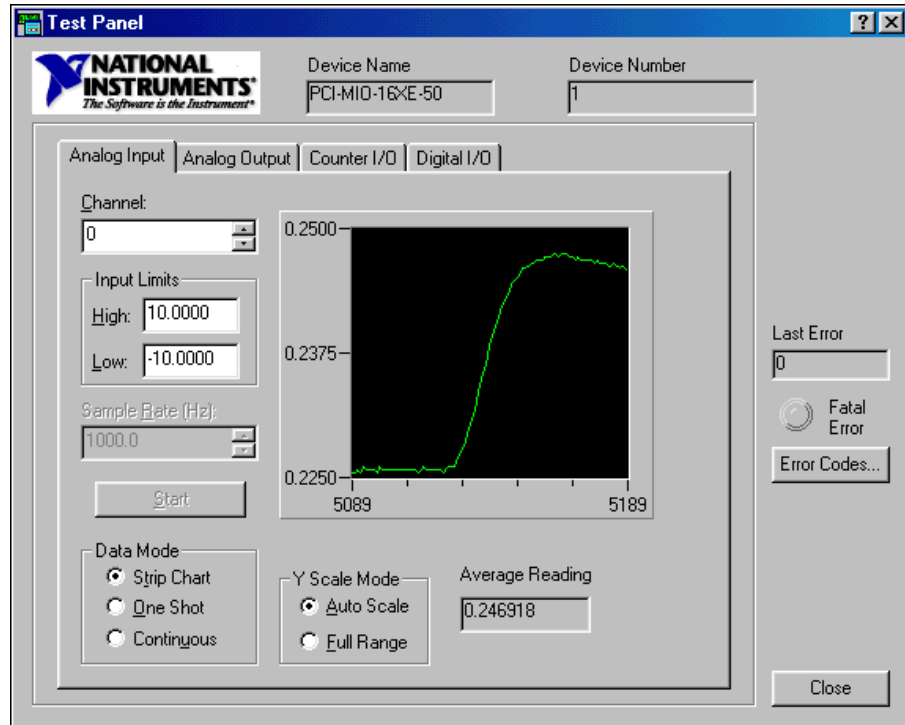 Test Panel
NATIONAL
INSTRUMENTS
The Software is the Instrument
Device Name
PCI-MIO-16XE-50
Device Number
1
Analog Input
Analog Output
Counter I/O
Digital I/O
Channel:
0
Input Limits
High: 10.0000
Low: -10.0000
Sample Rate (Hz):
1000.0
Start
0.2500
0.2375
0.2250
5089
5189
Data Mode
Strip Chart
One Shot
Continuous
Y Scale Mode
Auto Scale
Full Range
Average Reading
0.246918
Last Error
0
Fatal
Error
Error Codes...
Close